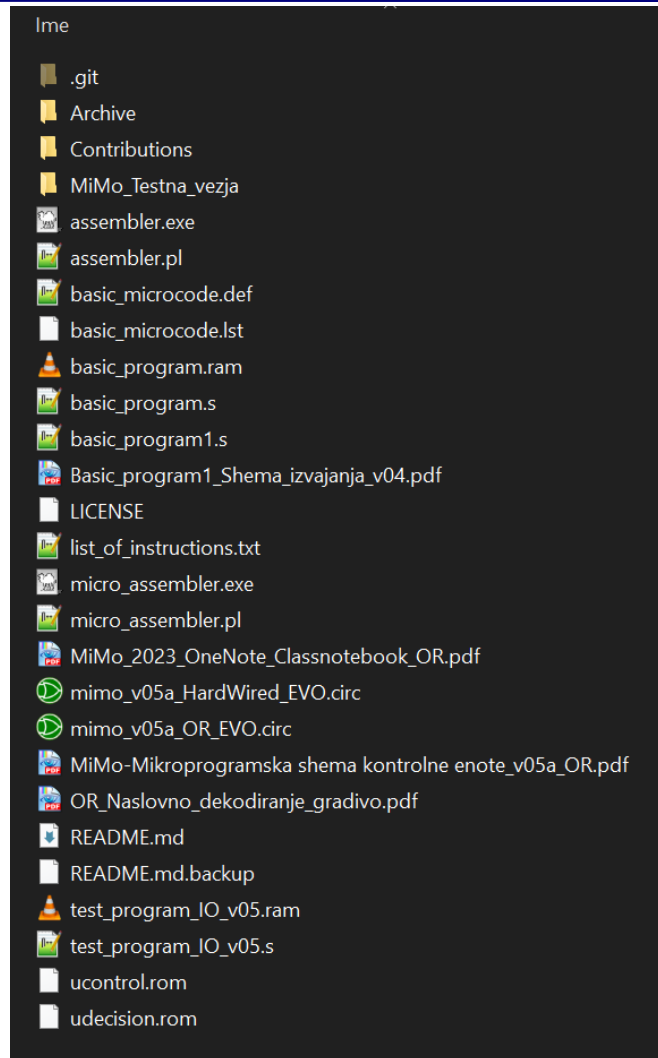 Ime
.git
Archive
Contributions
MiMo_Testna_vezja
assembler.exe
assembler.pl
basic_microcode.def
basic_microcode.lst
basic_program.ram
basic_program.s
basic_program1.s
Basic_program1_Shema_izvajanja_v04.pdf
LICENSE
list_of_instructions.txt
micro_assembler.exe
micro_assembler.pl
MiMo_2023_OneNote_Classnotebook_OR.pdf
mimo_v05a_HardWired_EVO.circ
mimo_v05a_OR_EVO.circ
MiMo-Mikroprogramska shema kontrolne enote_v05a_OR.pdf
OR_Naslovno_dekodiranje_gradivo.pdf
README.md
README.md.backup
test_program_IO_v05.ram
test_program_IO_v05.s
ucontrol.rom
udecision.rom